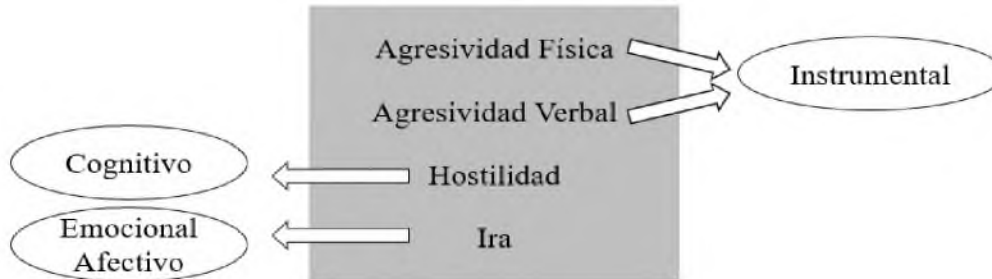 Agresividad Física
Instrumental
Agresividad Verbal
Cognitivo
Hostilidad
Emocional
Afectivo
Ira